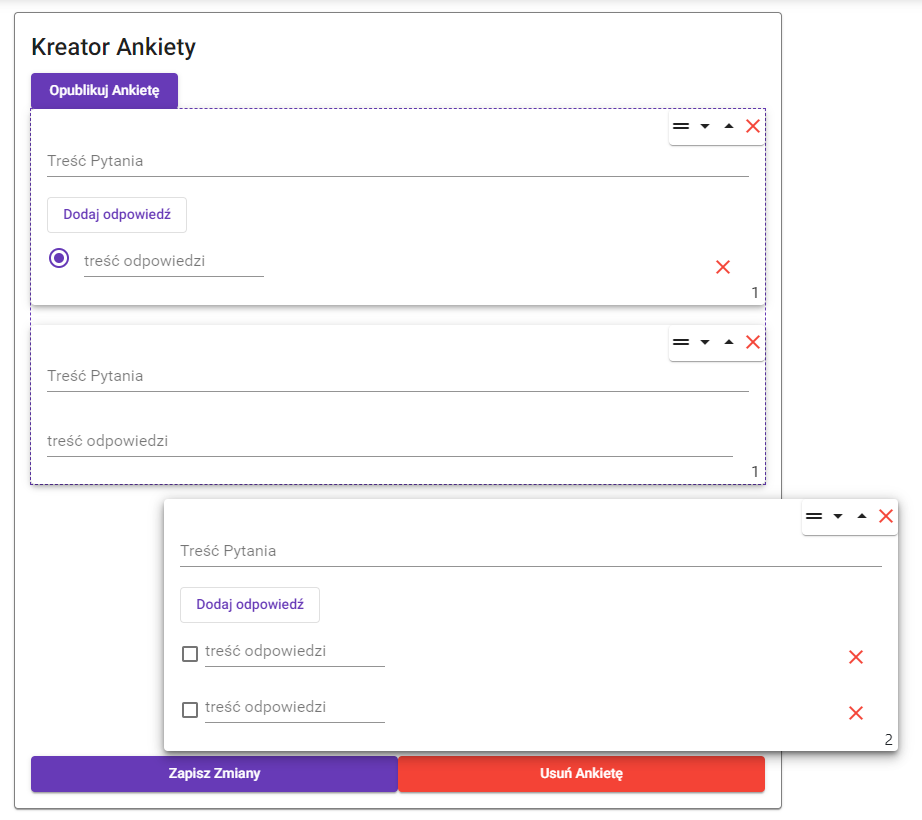 Kreator Ankiety
Opublikuj Ankietę
Treść Pytania
Dodaj odpowiedź
treść odpowiedzi
1
Treść Pytania
treść odpowiedzi
1
Treść Pytania
Dodaj odpowiedź
treść odpowiedzi
treść odpowiedzi
2
Zapisz Zmiany
Usuń Ankietę